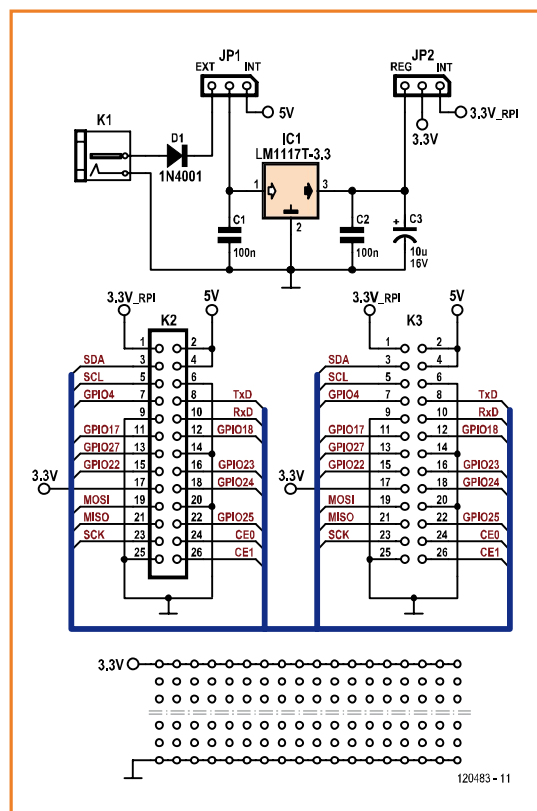 JP1
EXT INT
5V
JP2
REG INT
3.3V_RPI
3.3V
K1
D1
1N4001
IC1
LM1117T-3.3
1
3
2
C1
100n
C2
100n
+
C3
10u
16V
3.3V_RPI
5V
K2
1 2
SDA 3 4
SCL 5 6
GPIO4 7 8 TxD
9 10 RxD
GPIO17 11 12 GPIO18
GPIO27 13 14
GPIO22 15 16 GPIO23
3.3V 17 18 GPIO24
MOSI 19 20
MISO 21 22 GPIO25
SCK 23 24 CE0
25 26 CE1
3.3V_RPI
5V
K3
1 2
SDA 3 4
SCL 5 6
GPIO4 7 8 TxD
9 10 RxD
GPIO17 11 12 GPIO18
GPIO27 13 14
GPIO22 15 16 GPIO23
3.3V 17 18 GPIO24
MOSI 19 20
MISO 21 22 GPIO25
SCK 23 24 CE0
25 26 CE1
3.3V
120483 - 11